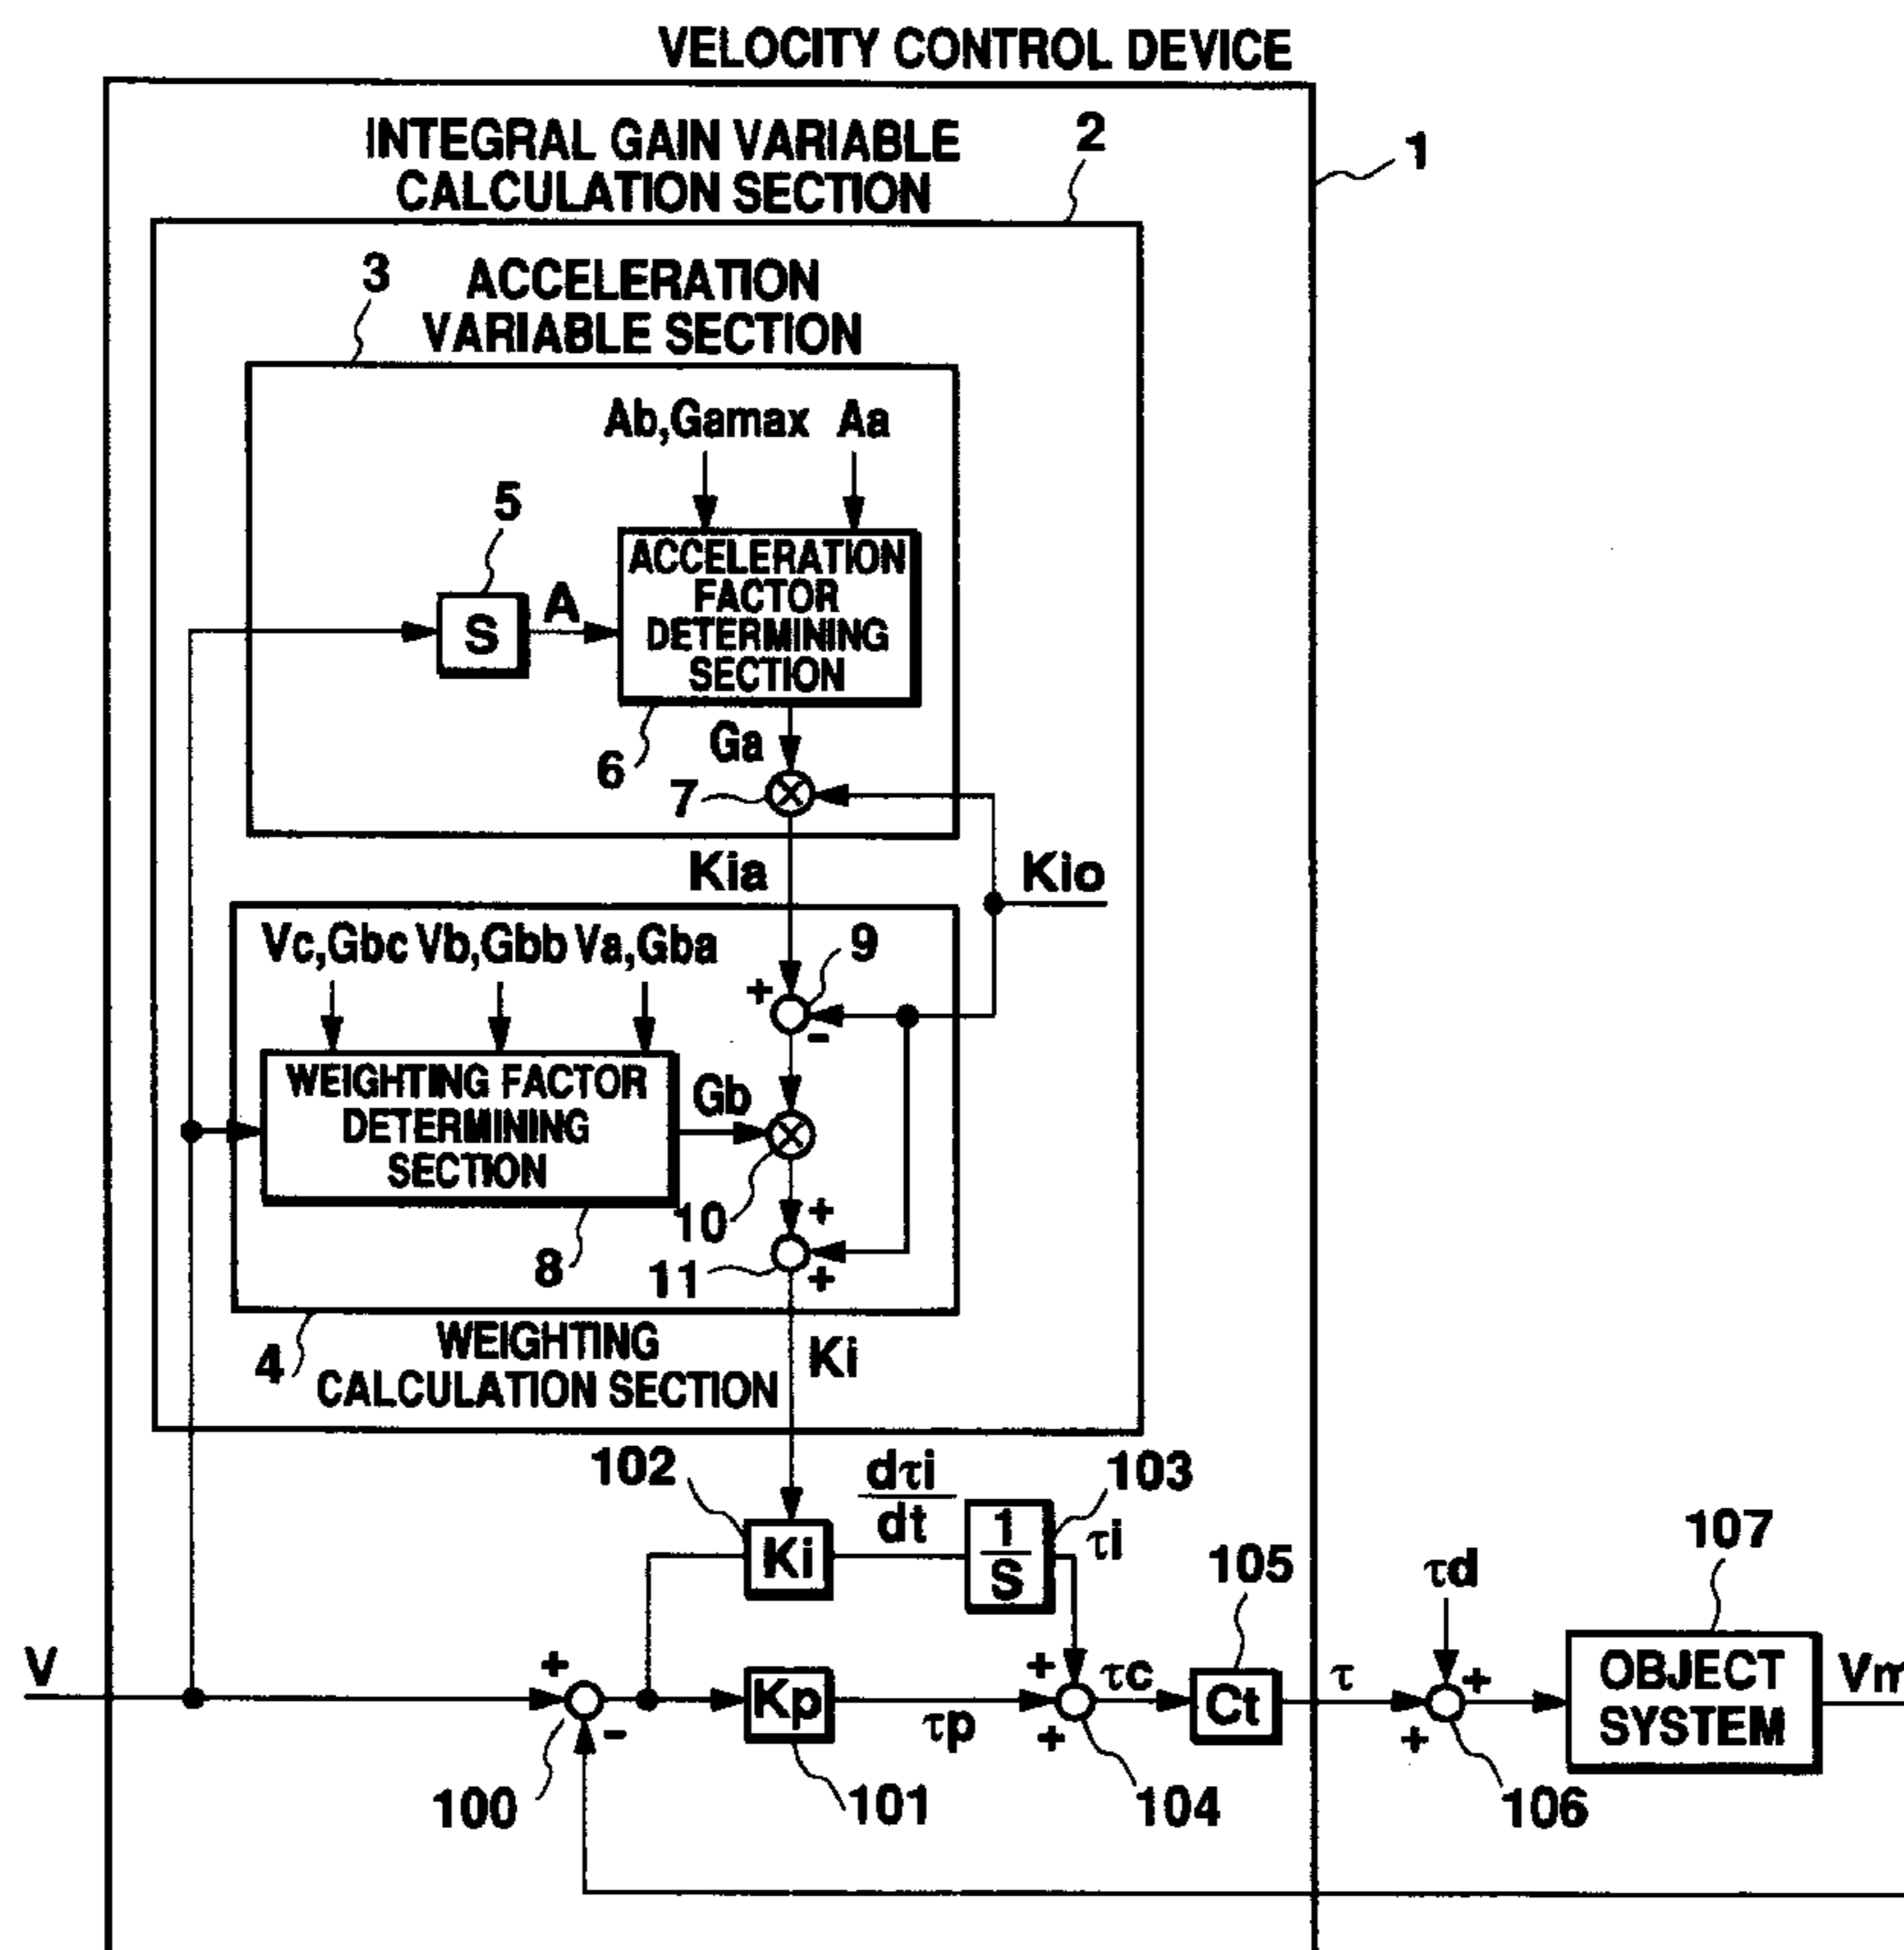 VELOCITY CONTROL DEVICE
INTEGRAL GAIN VARIABLE
CALCULATION SECTION
2
1
3
ACCELERATION
VARIABLE SECTION
Ab,Gamax Aa
5
S
A
ACCELERATION
FACTOR
DETERMINING
SECTION
6
Ga
7
Kia
Kio
Vc,Gbc Vb,Gbb Va,Gba
9
+
-
WEIGHTING FACTOR
DETERMINING
SECTION
Gb
10
+
8
11
+
4
WEIGHTING
CALCULATION SECTION
Ki
102
dτi
dt
103
Ki
1
S
τi
105
τd
107
V
+
-
Kp
τp
+
+
τc
Ct
τ
+
+
OBJECT
SYSTEM
Vm
100
101
104
106